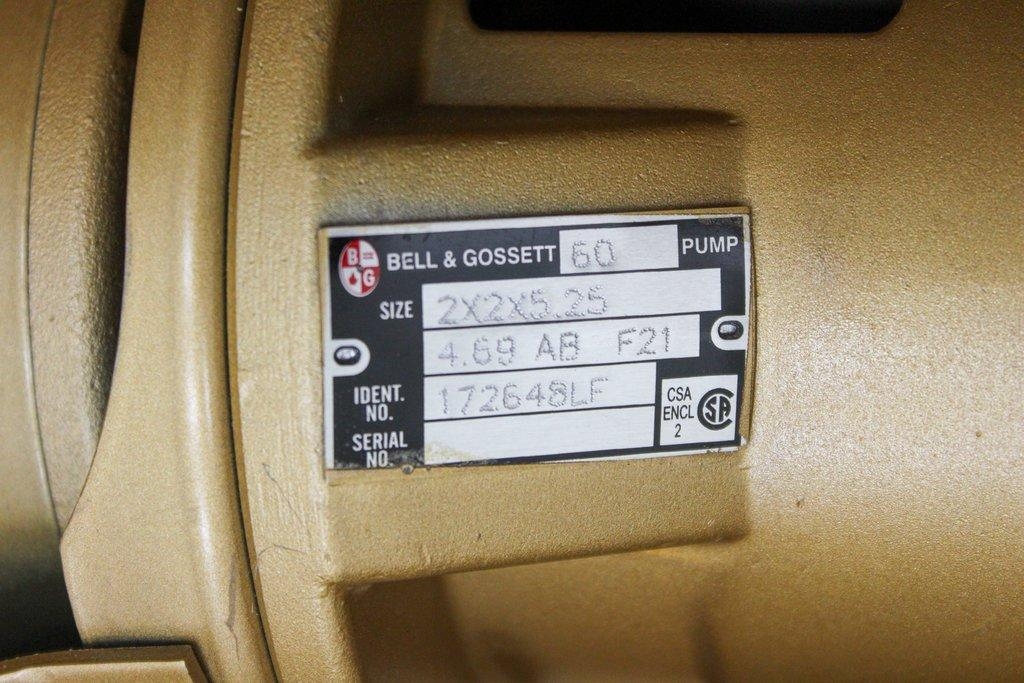 B G BELL & GOSSETT 60 PUMP
SIZE 2X2X5.25
4.69 AB F21
IDENT. NO. 172648LF
SERIAL NO.
CSA ENCL 2 SA